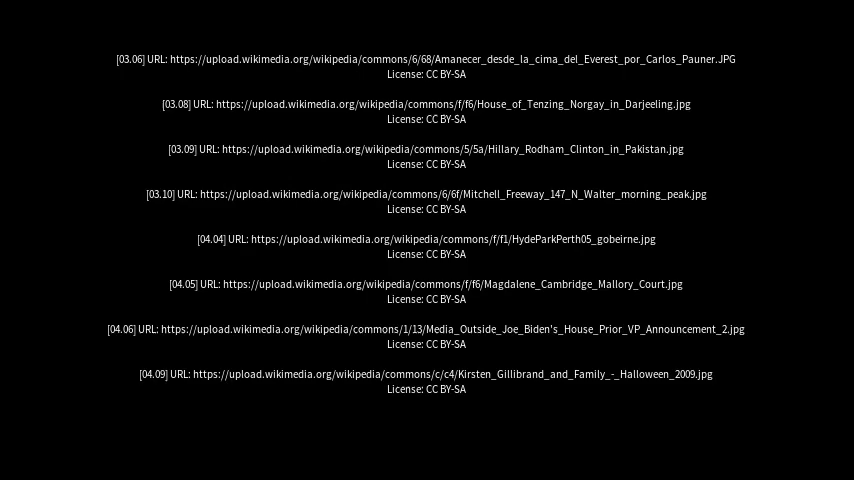 [03.06] URL: https://upload.wikimedia.org/wikipedia/commons/6/68/Amanecer_desde_la_cima_del_Everest_por_Carlos_Pauner.JPG
License: CC BY-SA
[03.08] URL: https://upload.wikimedia.org/wikipedia/commons/f/f6/House_of_Tenzing_Norgay_in_Darjeeling.jpg
License: CC BY-SA
[03.09] URL: https://upload.wikimedia.org/wikipedia/commons/5/5a/Hillary_Rodham_Clinton_in_Pakistan.jpg
License: CC BY-SA
[03.10] URL: https://upload.wikimedia.org/wikipedia/commons/6/6f/Mitchell_Freeway_147_N_Walter_morning_peak.jpg
License: CC BY-SA
[04.04] URL: https://upload.wikimedia.org/wikipedia/commons/f/f1/HydeParkPerth05_gobeirne.jpg
License: CC BY-SA
[04.05] URL: https://upload.wikimedia.org/wikipedia/commons/f/f6/Magdalene_Cambridge_Mallory_Court.jpg
License: CC BY-SA
[04.06] URL: https://upload.wikimedia.org/wikipedia/commons/1/13/Media_Outside_Joe_Biden's_House_Prior_VP_Announcement_2.jpg
License: CC BY-SA
[04.09] URL: https://upload.wikimedia.org/wikipedia/commons/c/c4/Kirsten_Gillibrand_and_Family_-_Halloween_2009.jpg
License: CC BY-SA